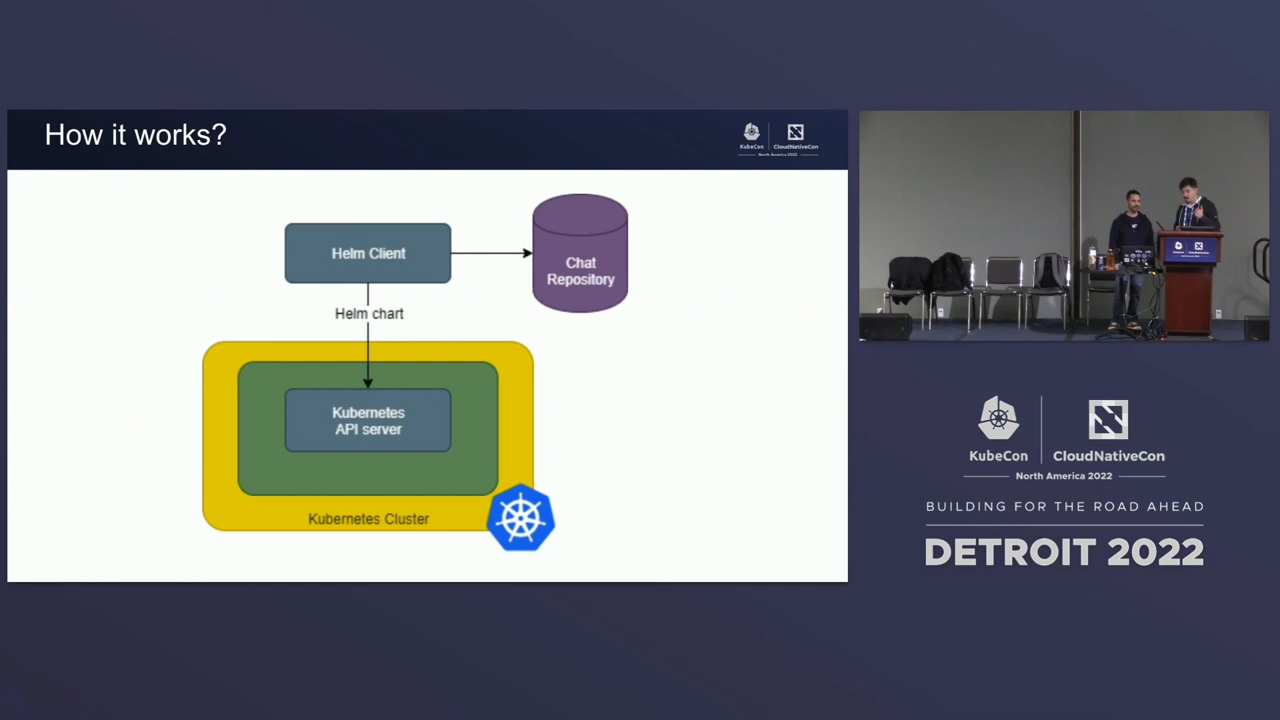 How it works?
KubeCon
CloudNativeCon
North America 2022
Helm Client
Chat
Repository
Helm chart
Kubernetes
API server
Kubernetes Cluster
KubeCon
CloudNativeCon
North America 2022
BUILDING FOR THE ROAD AHEAD
DETROIT 2022